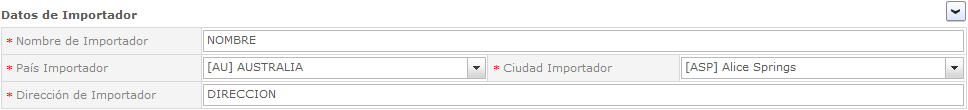 Datos de Importador
* Nombre de Importador NOMBRE
* País Importador [AU] AUSTRALIA * Ciudad Importador [ASP] Alice Springs
* Dirección de Importador DIRECCION